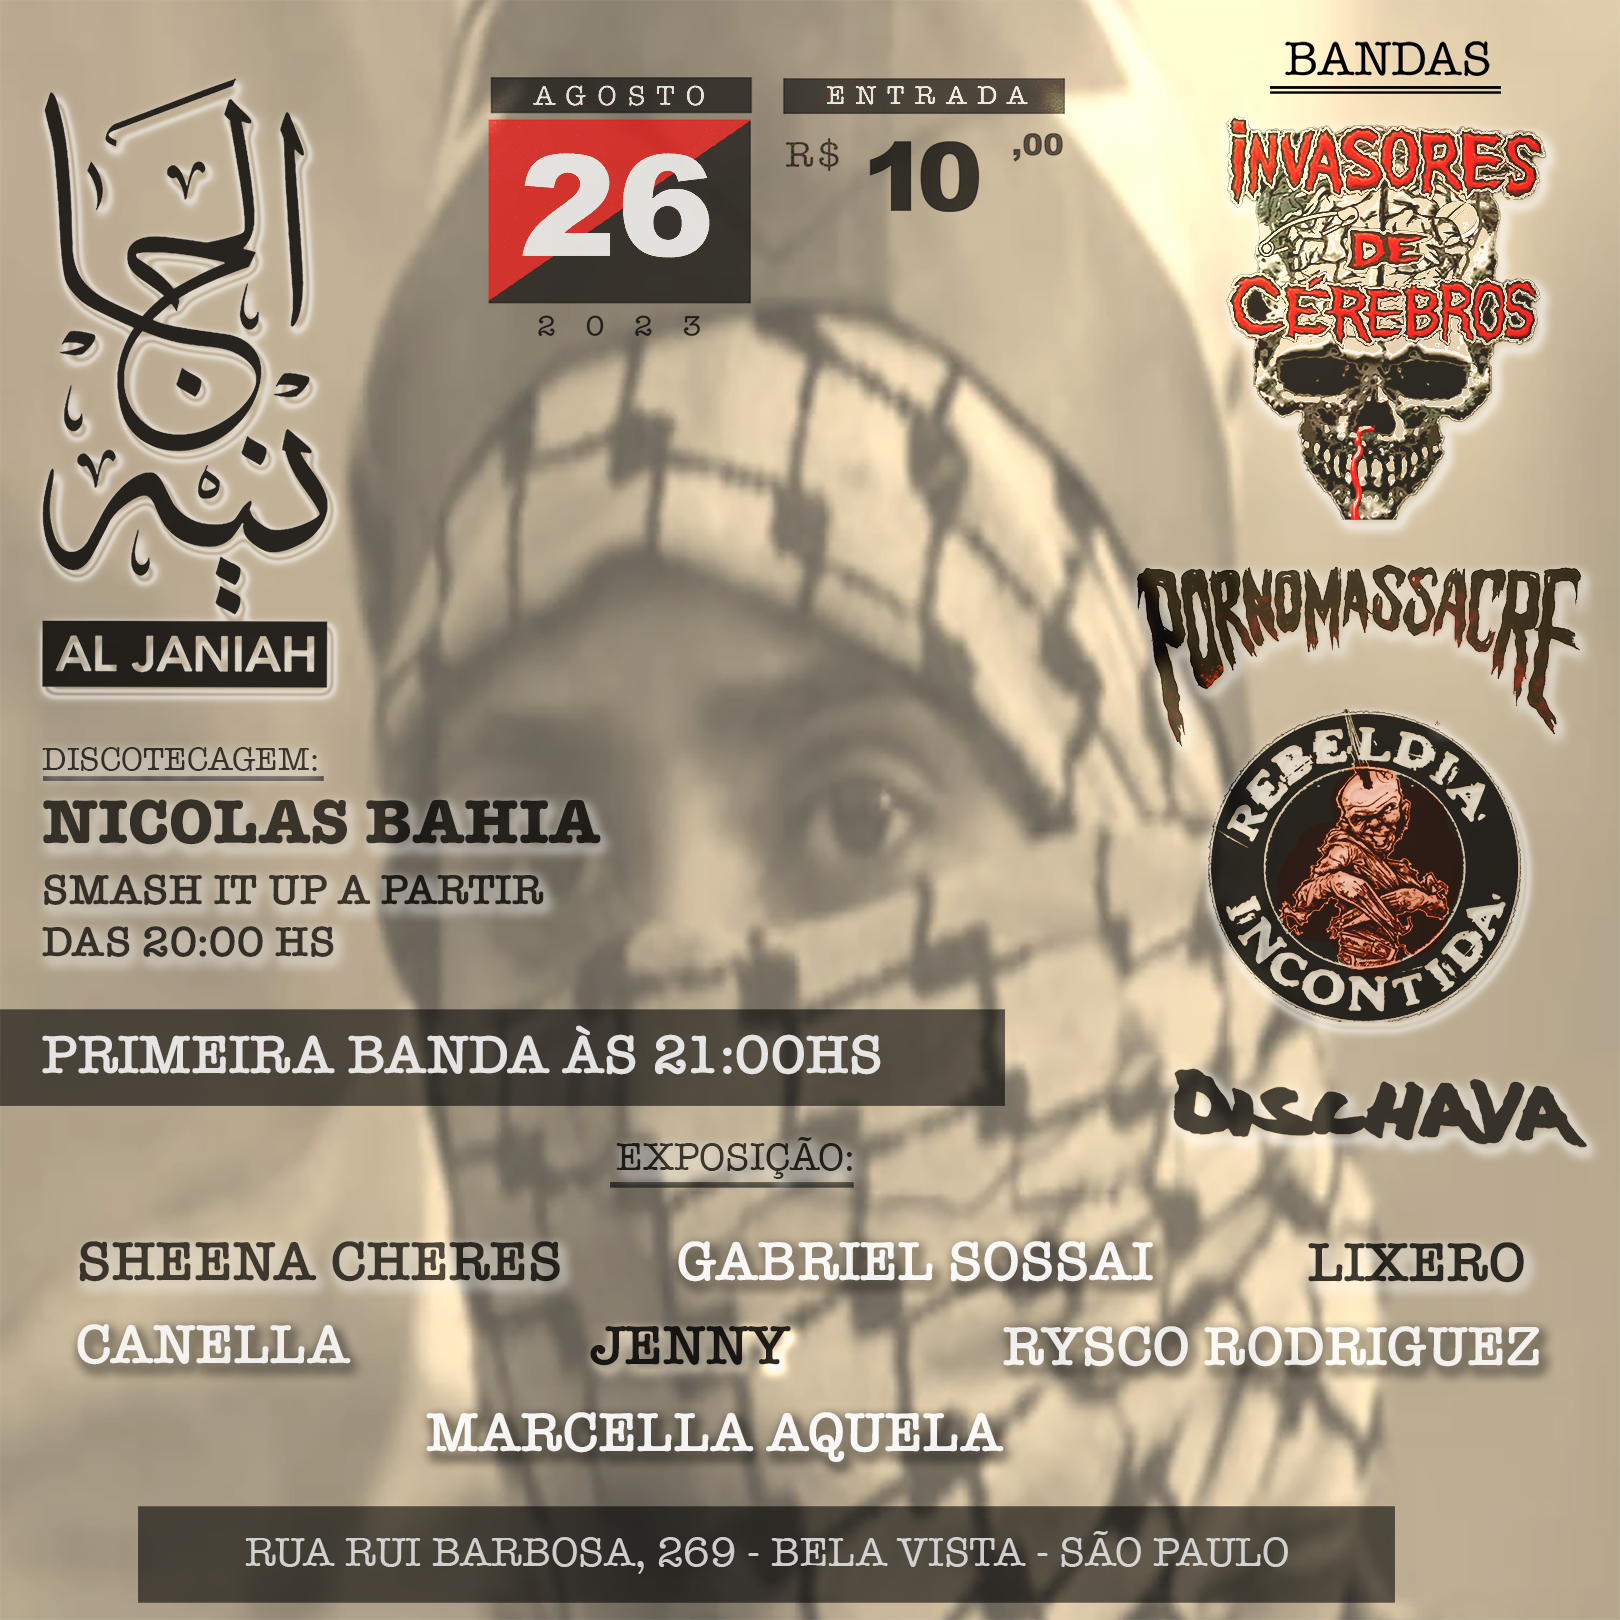 الجا
نيه
AL JANIAH
AGOSTO
26
2023
ENTRADA
R$ 10,00
BANDAS
INVASORES
DE
CÉREBROS
PORNOMASSACRE
REBELDIA
INCONTIDA
DISCHAVA
DISCOTECAGEM:
NICOLAS BAHIA
SMASH IT UP A PARTIR
DAS 20:00 HS
PRIMEIRA BANDA ÀS 21:00HS
EXPOSIÇÃO:
SHEENA CHERES GABRIEL SOSSAI LIXERO
CANELLA JENNY RYSCO RODRIGUEZ
MARCELLA AQUELA
RUA RUI BARBOSA, 269 - BELA VISTA - SÃO PAULO